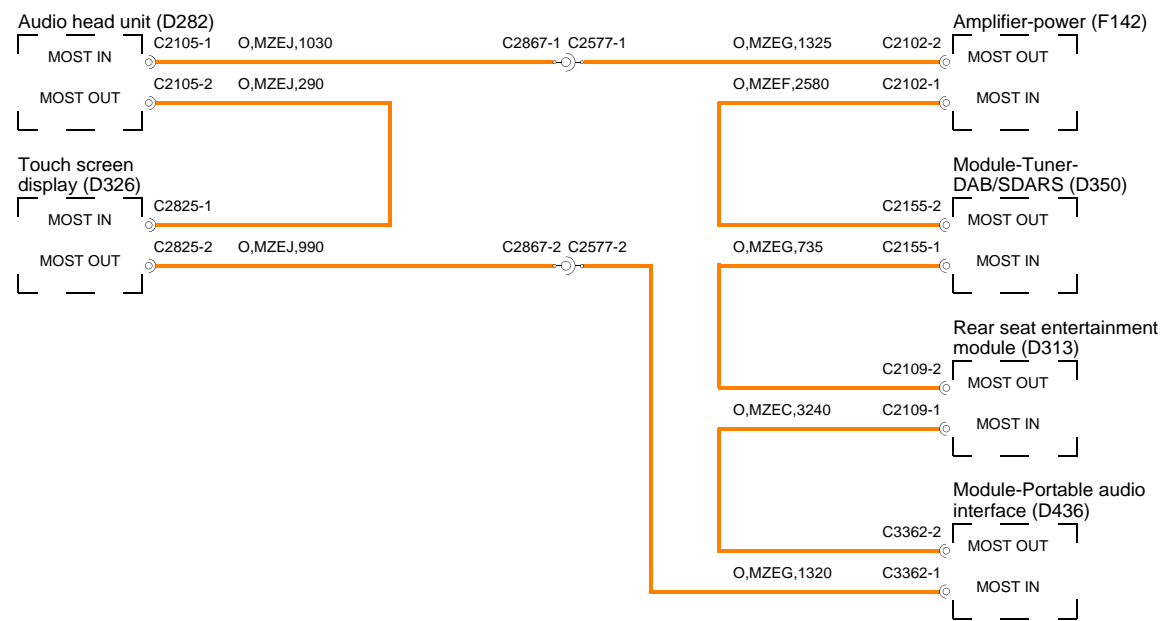 Audio head unit (D282)
MOST IN
C2105-1 O,MZEJ,1030 C2867-1 C2577-1
MOST OUT
C2105-2 O,MZEJ,290
Touch screen
display (D326)
MOST IN
C2825-1
MOST OUT
C2825-2 O,MZEJ,990 C2867-2 C2577-2
Amplifier-power (F142)
O,MZEG,1325 C2102-2
MOST OUT
O,MZEF,2580 C2102-1
MOST IN
Module-Tuner-
DAB/SDARS (D350)
C2155-2
MOST OUT
O,MZEG,735 C2155-1
MOST IN
Rear seat entertainment
module (D313)
C2109-2
MOST OUT
O,MZEC,3240 C2109-1
MOST IN
Module-Portable audio
interface (D436)
C3362-2
MOST OUT
O,MZEG,1320 C3362-1
MOST IN